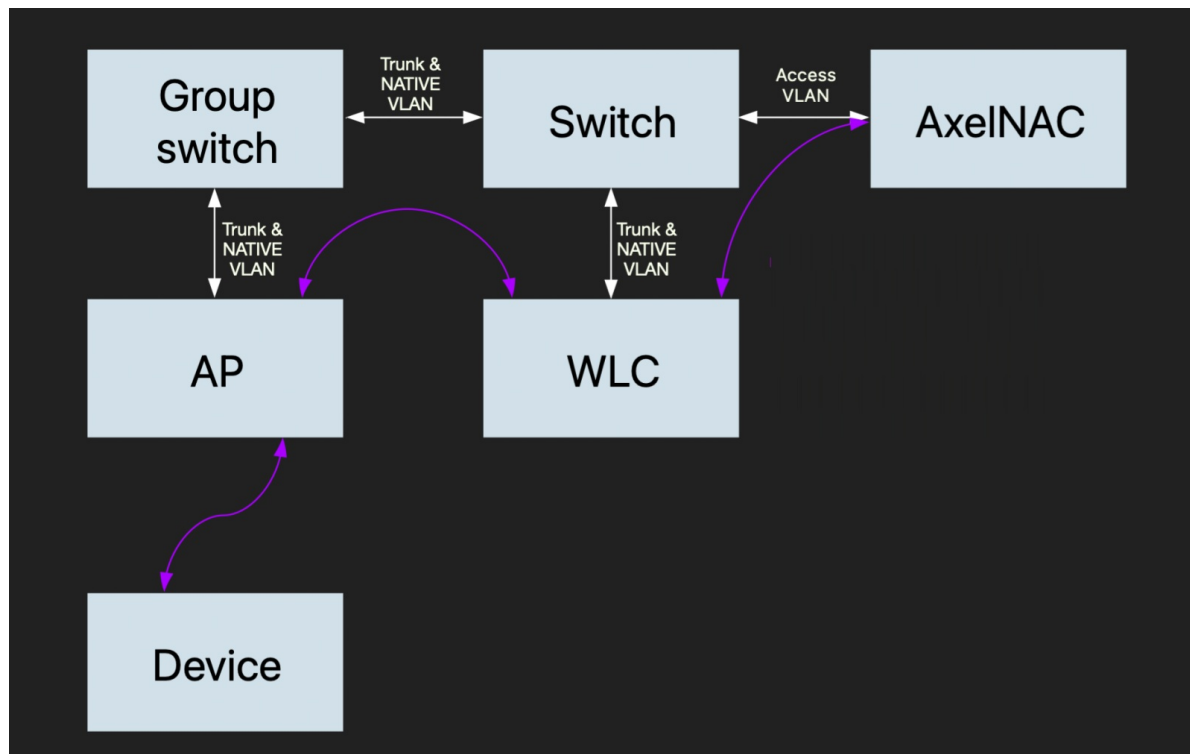 Group
switch
Trunk &
NATIVE
VLAN
Switch
Access
VLAN
AxelNAC
Trunk &
NATIVE
VLAN
Trunk &
NATIVE
VLAN
AP
WLC
Device